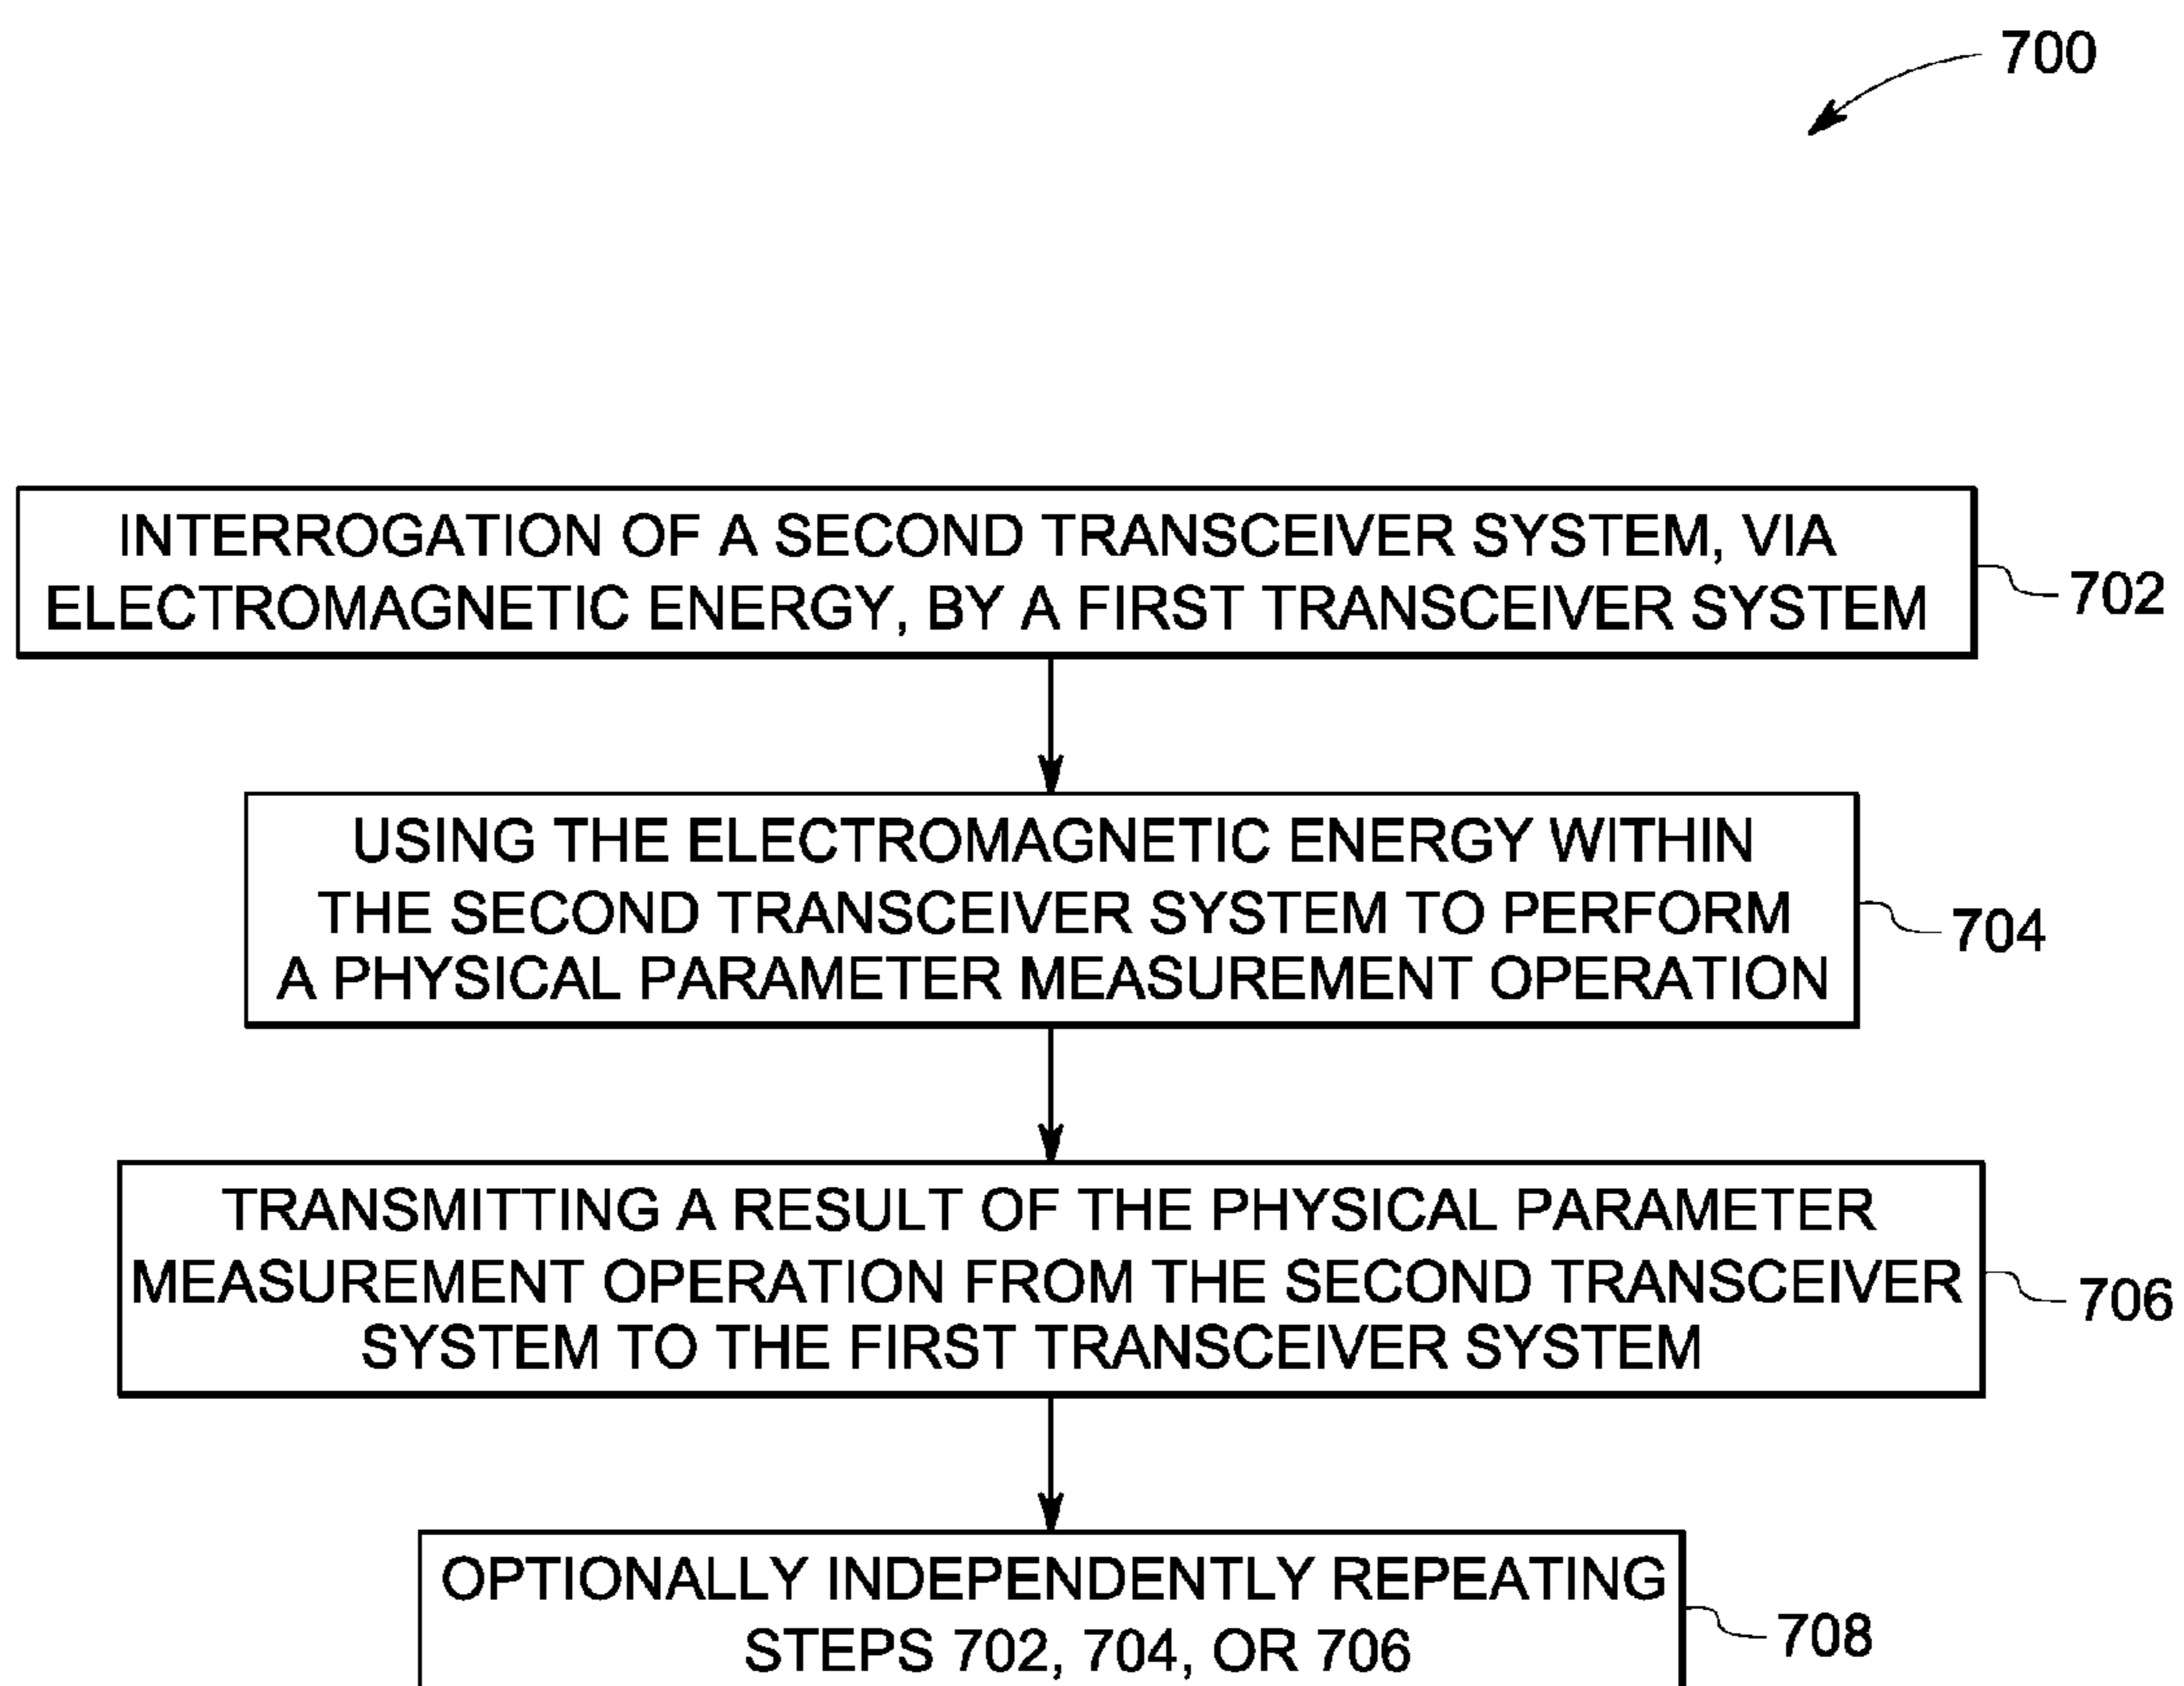 700
INTERROGATION OF A SECOND TRANSCEIVER SYSTEM, VIA
ELECTROMAGNETIC ENERGY, BY A FIRST TRANSCEIVER SYSTEM
702
USING THE ELECTROMAGNETIC ENERGY WITHIN
THE SECOND TRANSCEIVER SYSTEM TO PERFORM
A PHYSICAL PARAMETER MEASUREMENT OPERATION
704
TRANSMITTING A RESULT OF THE PHYSICAL PARAMETER
MEASUREMENT OPERATION FROM THE SECOND TRANSCEIVER
SYSTEM TO THE FIRST TRANSCEIVER SYSTEM
706
OPTIONALLY INDEPENDENTLY REPEATING
STEPS 702, 704, OR 706
708